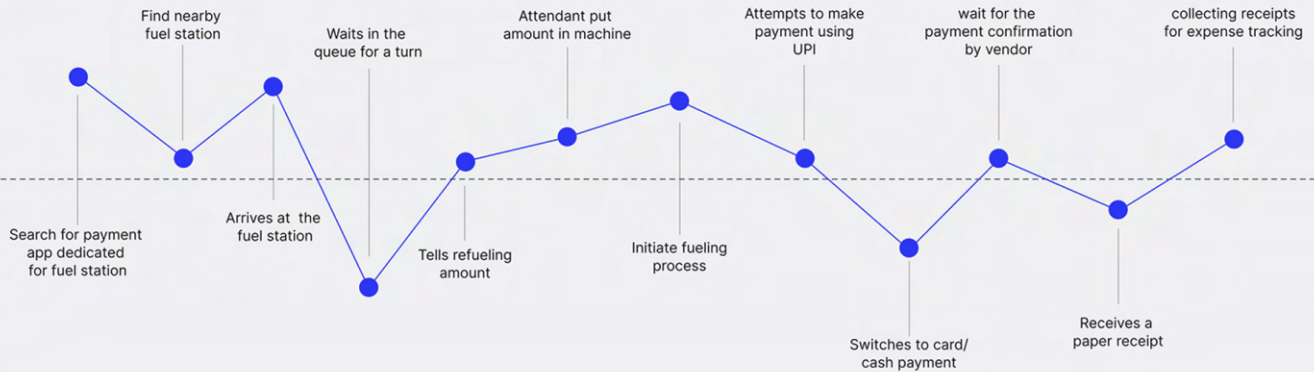 Find nearby
fuel station
Waits in the
queue for a turn
Attendant put
amount in machine
Attempts to make
payment using
UPI
wait for the
payment confirmation
by vendor
collecting receipts
for expense tracking
Search for payment
app dedicated
for fuel station
Arrives at the
fuel station
Tells refueling
amount
Initiate fueling
process
Switches to card/
cash payment
Receives a
paper receipt